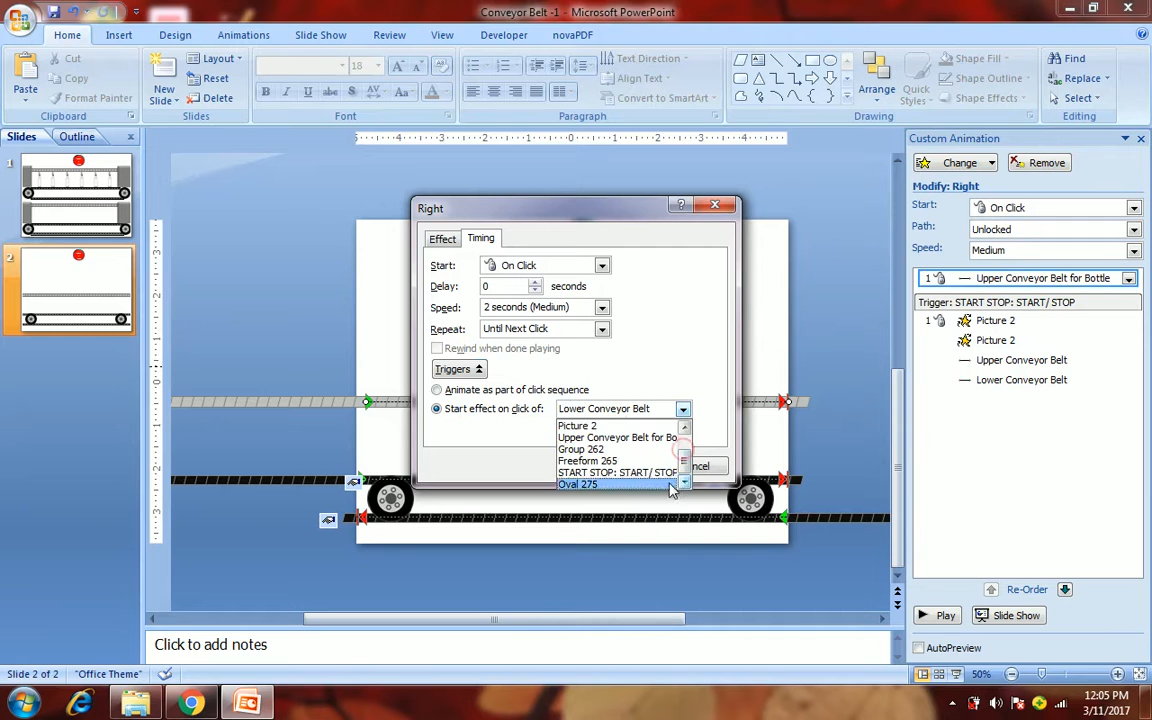 Conveyor Belt -1 - Microsoft PowerPoint
Home Insert Design Animations Slide Show Review View Developer novaPDF
Paste
Cut
Copy
Format Painter
Clipboard
New Slide
Layout
Reset
Delete
Slides
18
B I U abc S AV Aa A
Font
Text Direction
Align Text
Convert to SmartArt
Paragraph
Arrange
Quick Styles
Shape Fill
Shape Outline
Shape Effects
Drawing
Find
Replace
Select
Editing
Slides Outline
1
2
Right
Effect Timing
Start: On Click
Delay: 0 seconds
Speed: 2 seconds (Medium)
Repeat: Until Next Click
Rewind when done playing
Triggers
Animate as part of click sequence
Start effect on click of: Lower Conveyor Belt
Picture 2
Upper Conveyor Belt for Bo
Group 262
Freeform 265
START STOP: START/ STOP
Oval 275
ncel
Custom Animation
Change Remove
Modify: Right
Start: On Click
Path: Unlocked
Speed: Medium
1 Upper Conveyor Belt for Bottle
Trigger: START STOP: START/ STOP
1 Picture 2
Picture 2
Upper Conveyor Belt
Lower Conveyor Belt
Re-Order
Play Slide Show
AutoPreview
Click to add notes
Slide 2 of 2 "Office Theme" 50%
12:05 PM
3/11/2017